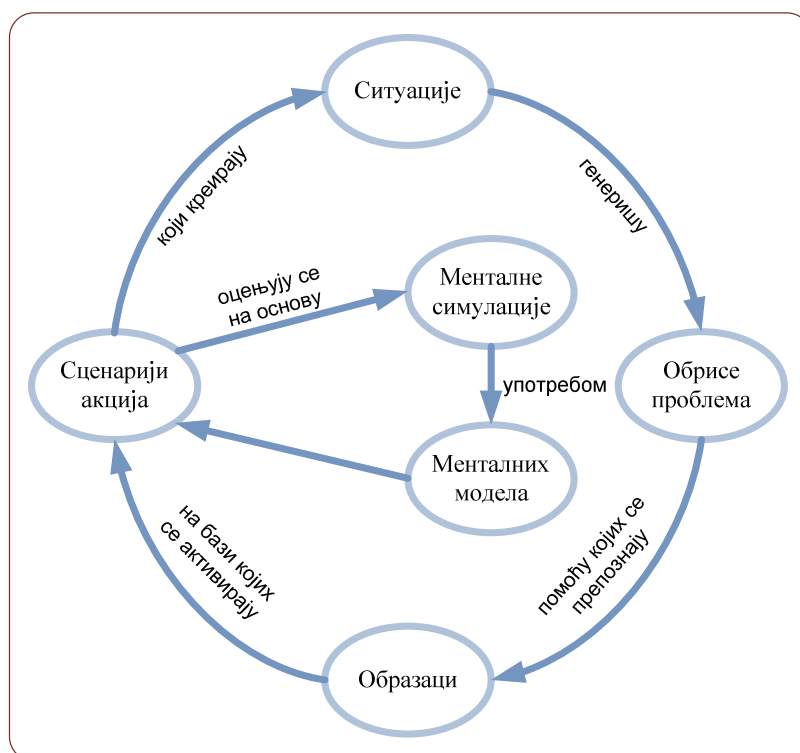 Ситуације
генеришу
који креирају
оцењују се
на основу
Менталне
симулације
Сценарији
акција
Обрисе
проблема
употребом
Менталних
модела
на бази којих
се активирају
помоћу којих се
препознају
Обрасци